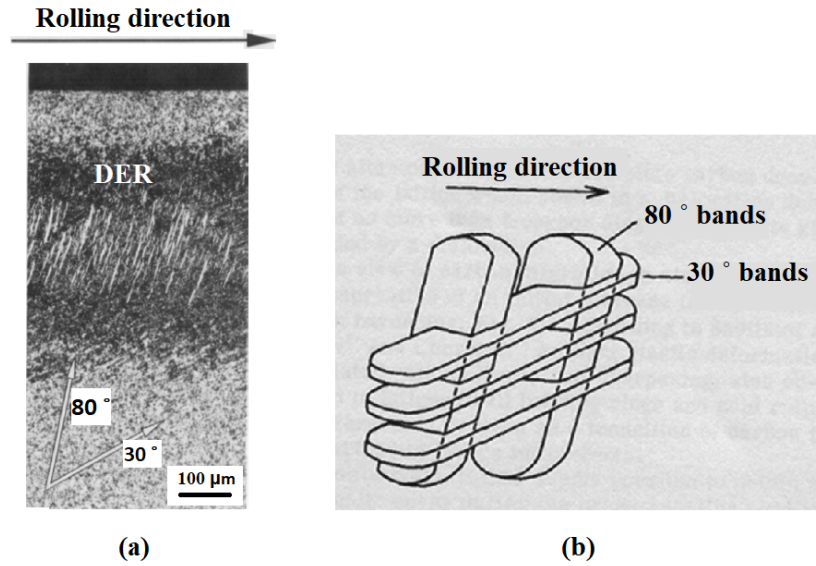 Rolling direction
DER
80 °
30 °
100 µm
(a)
Rolling direction
80 ° bands
30 ° bands
(b)